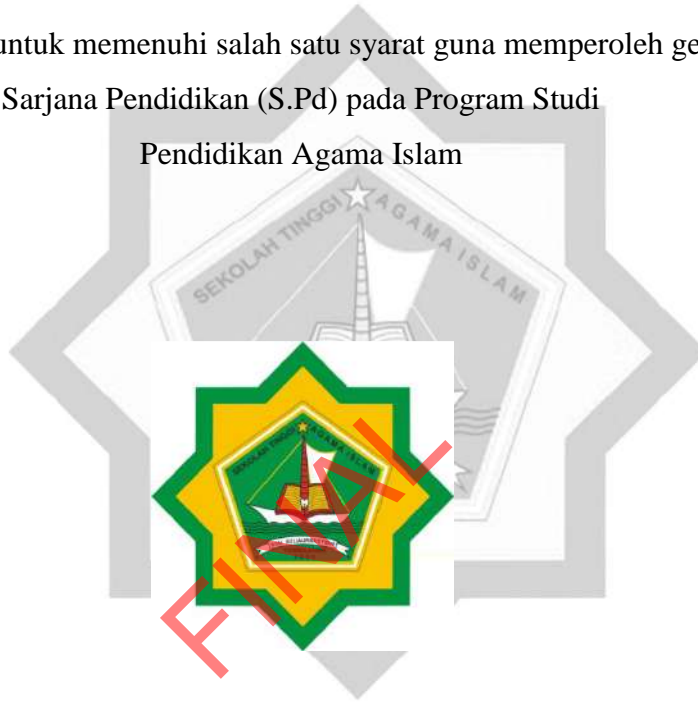 untuk memenuhi salah satu syarat guna memperoleh ge
Sarjana Pendidikan (S.Pd) pada Program Studi
Pendidikan Agama Islam
SEKOLAH TINGGI AGAMA ISLAM
SEKOLAH TINGGI AGAMA ISLAM
FINAL